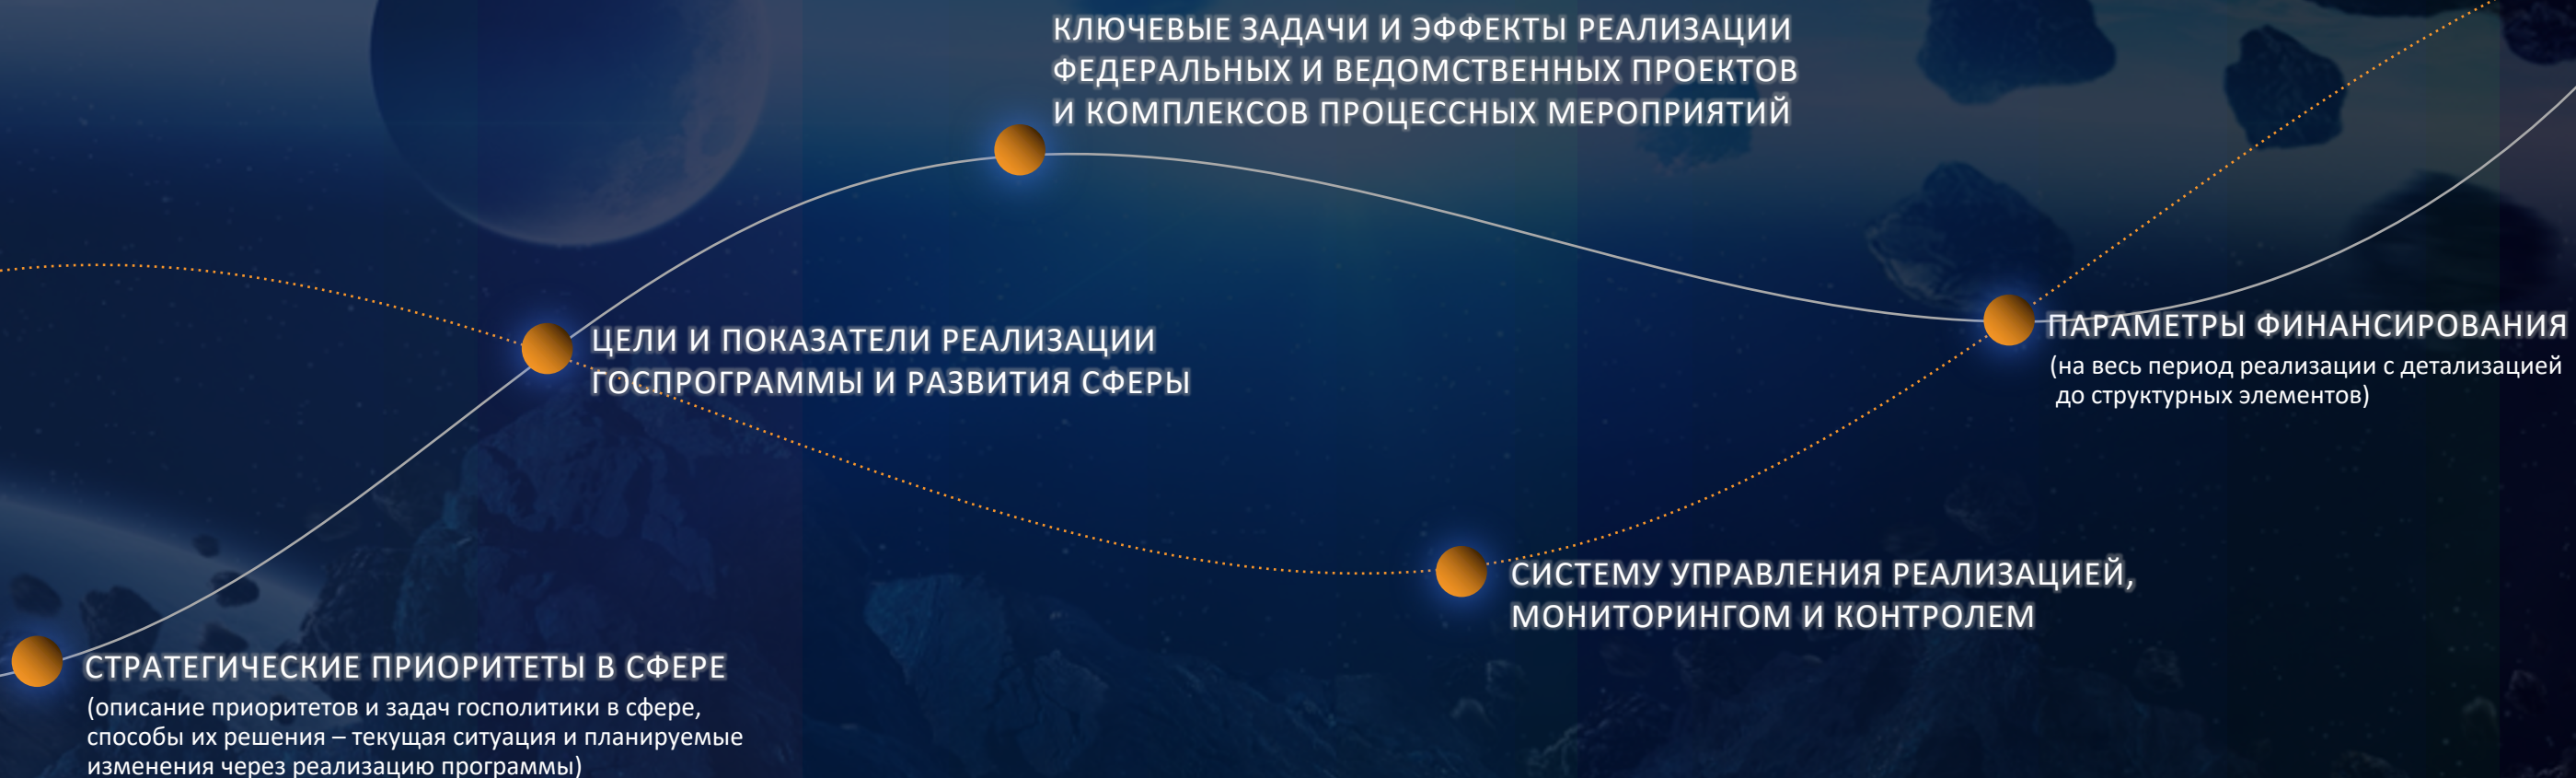 КЛЮЧЕВЫЕ ЗАДАЧИ И ЭФФЕКТЫ РЕАЛИЗАЦИИ
ФЕДЕРАЛЬНЫХ И ВЕДОМСТВЕННЫХ ПРОЕКТОВ
И КОМПЛЕКСОВ ПРОЦЕССНЫХ МЕРОПРИЯТИЙ
ЦЕЛИ И ПОКАЗАТЕЛИ РЕАЛИЗАЦИИ
ГОСПРОГРАММЫ И РАЗВИТИЯ СФЕРЫ
ПАРАМЕТРЫ ФИНАНСИРОВАНИЯ
(на весь период реализации с детализацией
до структурных элементов)
СИСТЕМУ УПРАВЛЕНИЯ РЕАЛИЗАЦИЕЙ,
МОНИТОРИНГОМ И КОНТРОЛЕМ
СТРАТЕГИЧЕСКИЕ ПРИОРИТЕТЫ В СФЕРЕ
(описание приоритетов и задач госполитики в сфере,
способы их решения – текущая ситуация и планируемые
изменения через реализацию программы)